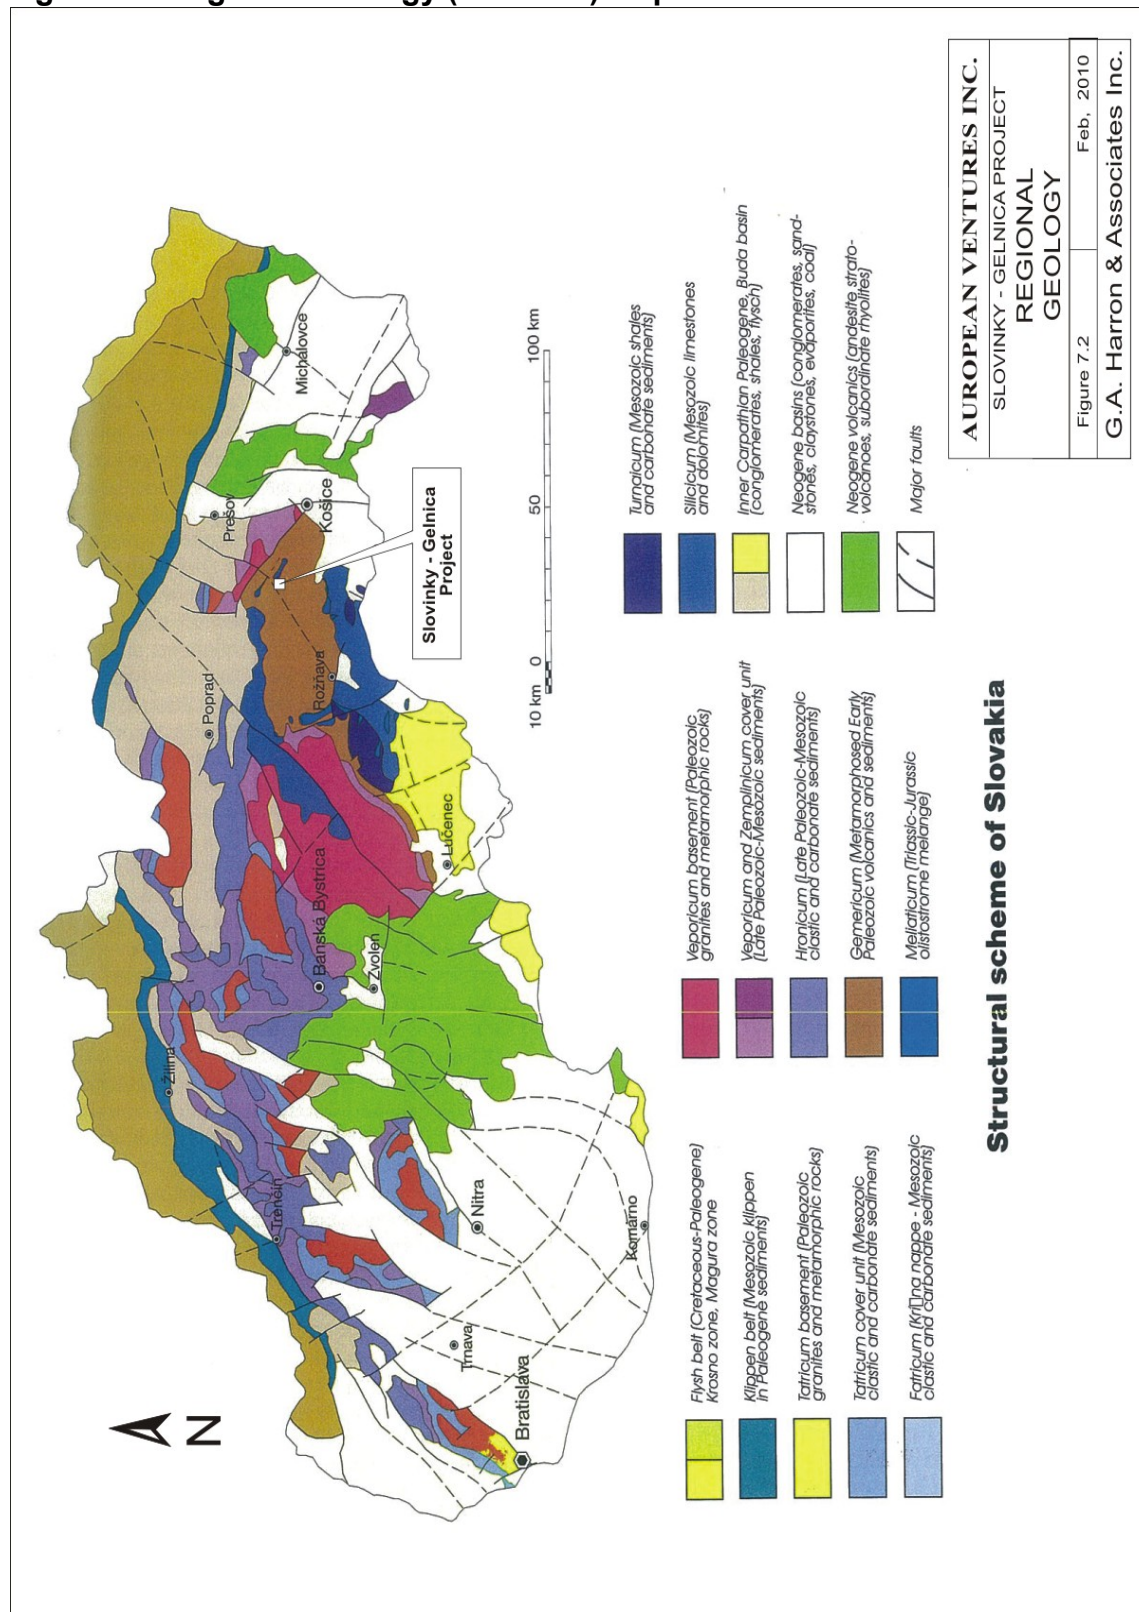 N
Žilina
Trenčín
Trnava
Bratislava
Nitra
Komárno
Banská Bystrica
Zvolen
Lučenec
Poprad
Rožňava
Prešov
Košice
Michalovce
Slovinky - Gelnica
Project
10 km 0 50 100 km
Flysh belt (Cretaceous-Paleogene)
Krosno zone, Magura zone
Klippen belt (Mesozoic klippen
in Paleogene sediments)
Tatricum basement (Paleozoic
granites and metamorphic rocks)
Tatricum cover unit (Mesozoic
clastic and carbonate sediments)
Fatricum (Kri□na nappe - Mesozoic
clastic and carbonate sediments)
Veporicum basement (Paleozoic
granites and metamorphic rocks)
Veporicum and Zemplinicum cover unit
(Late Paleozoic-Mesozoic sediments)
Hronicum (Late Paleozoic-Mesozoic
clastic and carbonate sediments)
Gemericum (Metamorphosed Early
Paleozoic volcanics and sediments)
Meliaticum (Triassic-Jurassic
olistostrome melange)
Turnaicum (Mesozoic shales
and carbonate sediments)
Silicicum (Mesozoic limestones
and dolomites)
Inner Carpathian Paleogene, Buda basin
(conglomerates, shales, flysch)
Neogene basins (conglomerates, sand-
stones, claystones, evaporites, coal)
Neogene volcanics (andesite strato-
volcanoes, subordinate rhyolites)
Major faults
Structural scheme of Slovakia
AUROPEAN VENTURES INC.
SLOVINKY - GELNICA PROJECT
REGIONAL
GEOLOGY
Figure 7.2 Feb, 2010
G.A. Harron & Associates Inc.